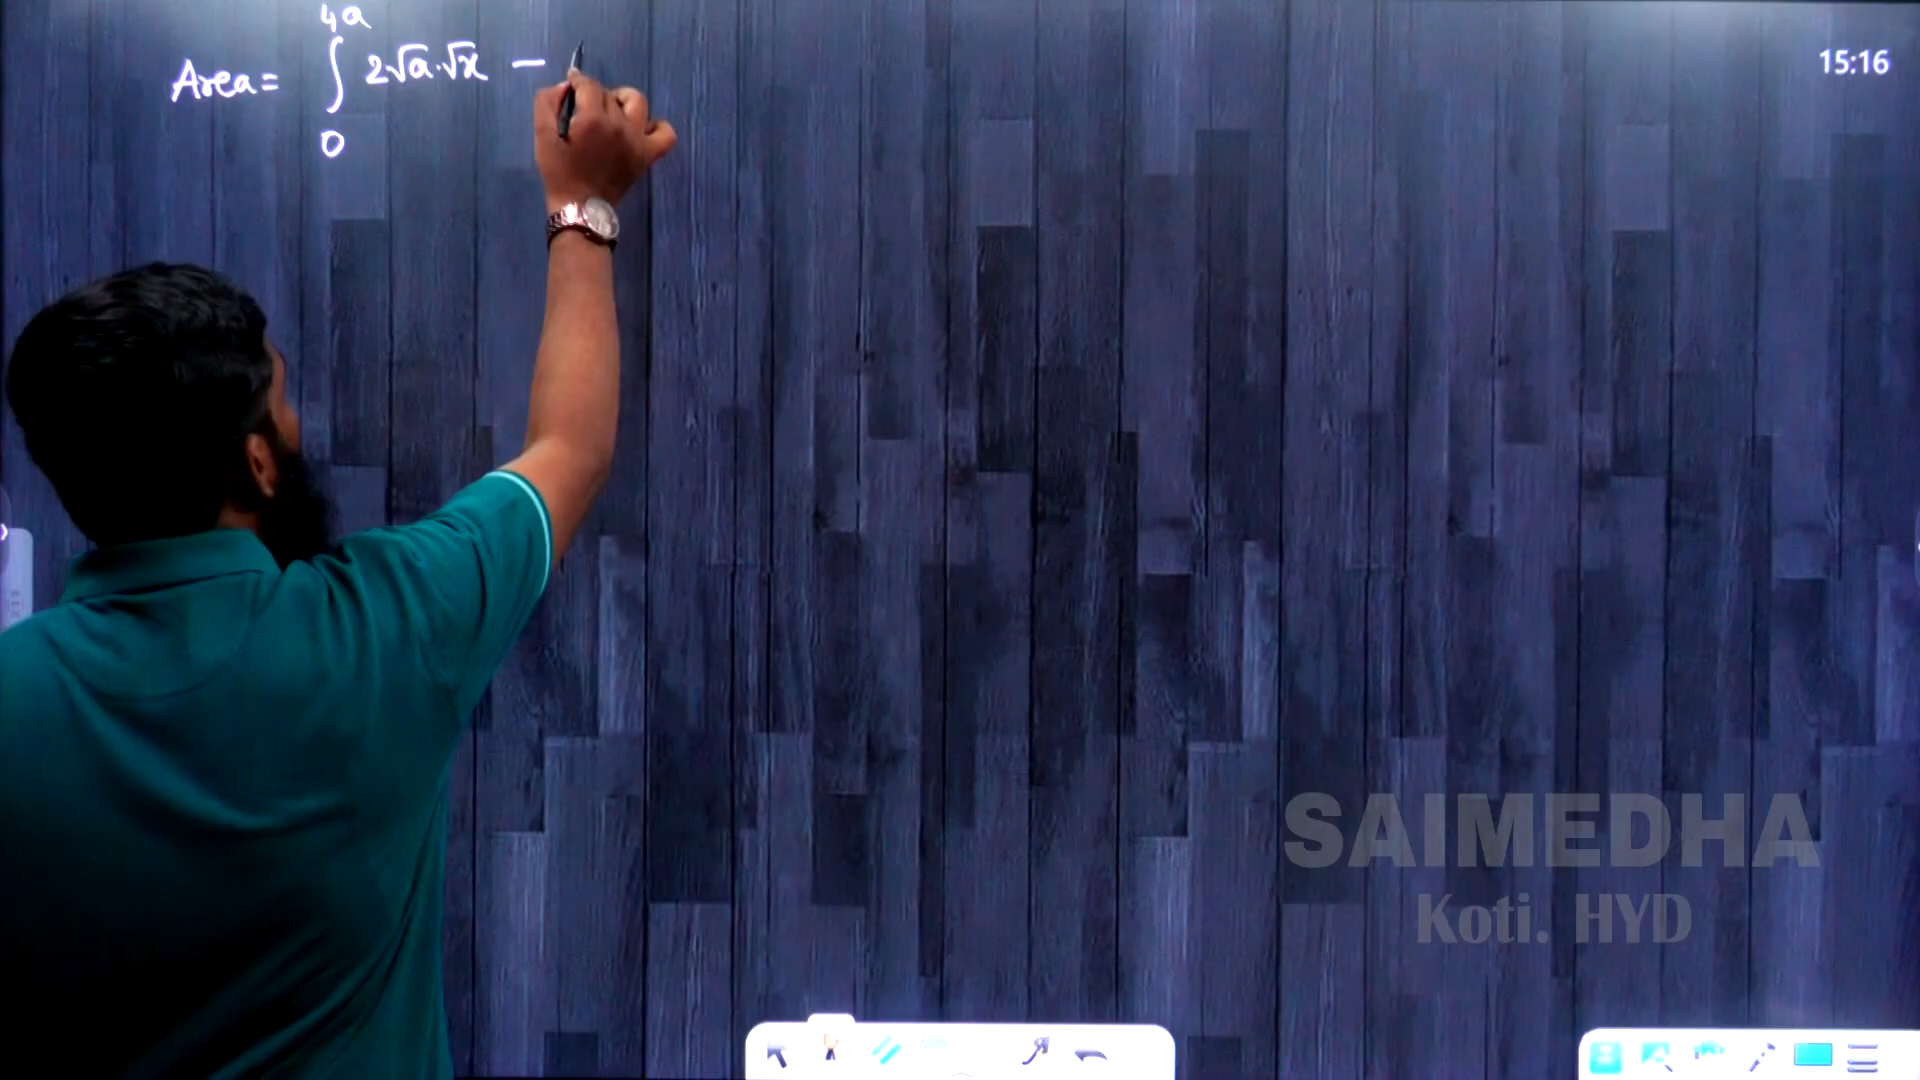 4a
Area = ∫ 2√a·√x −
0
15:16
SAIMEDHA
Koti. HYD